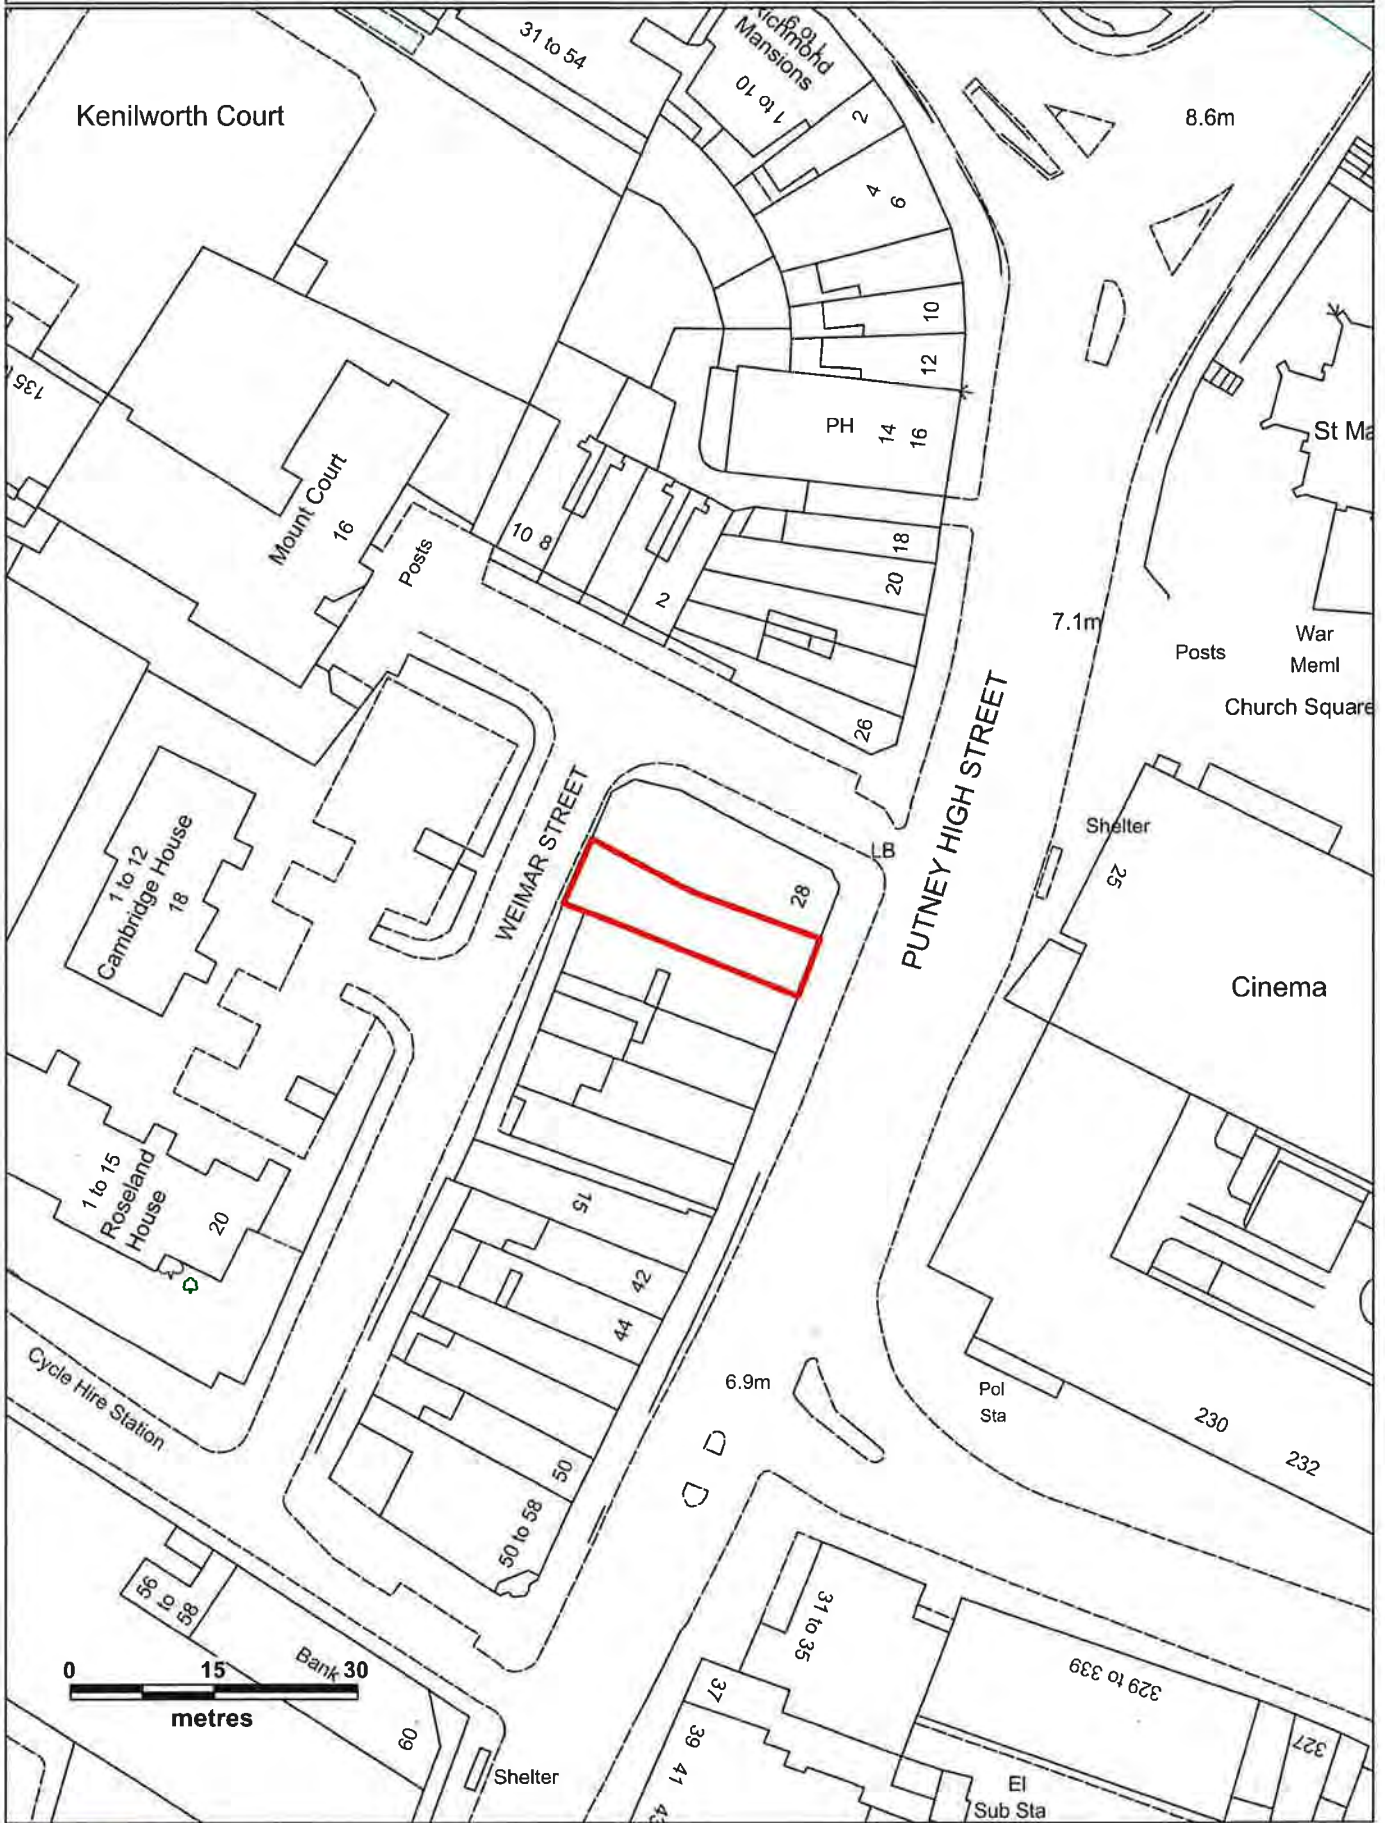 31 to 54
1 to 9
Richmond
Mansions
1 to 10
Kenilworth Court
2
8.6m
4
6
10
12
PH
14
16
135
St Ma
Mount Court
16
Posts
10
8
2
18
20
26
7.1m
Posts
War
Meml
Church Square
PUTNEY HIGH STREET
WEIMAR STREET
LB
Shelter
25
28
1 to 12
Cambridge House
18
Cinema
1 to 15
Roseland
House
20
15
42
44
50
50 to 58
6.9m
Pol
Sta
230
232
Cycle Hire Station
56
to
58
Bank
0 15 30
metres
60
Shelter
31 to 35
37
39
41
43
329 to 339
327
El
Sub Sta